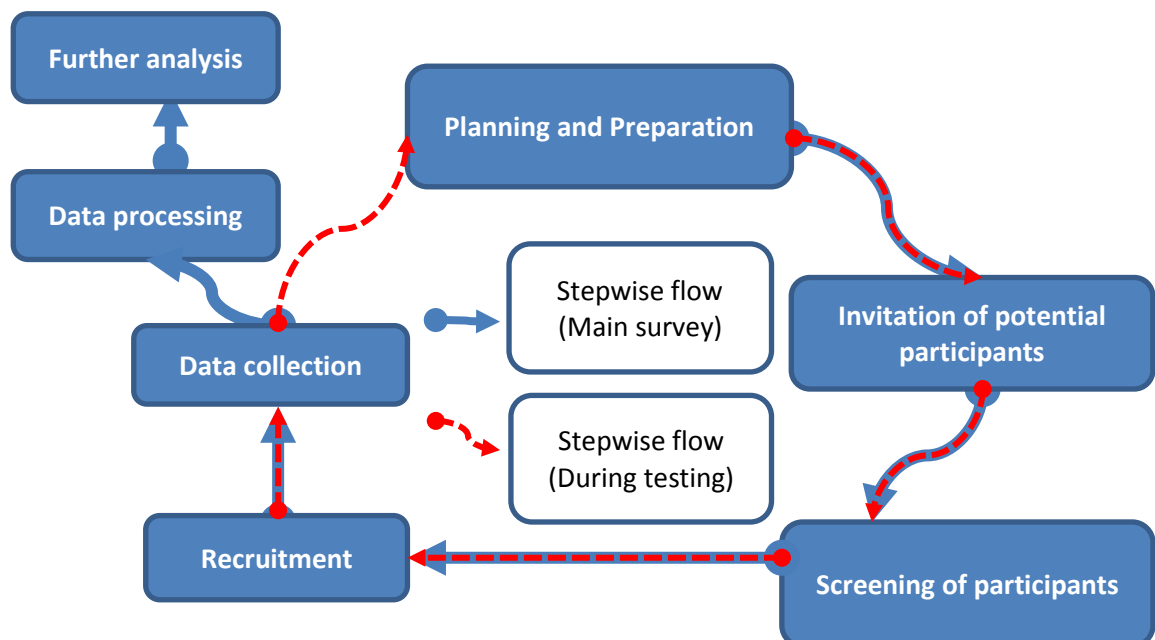 Further analysis
Planning and Preparation
Data processing
Stepwise flow
(Main survey)
Invitation of potential
participants
Data collection
Stepwise flow
(During testing)
Recruitment
Screening of participants